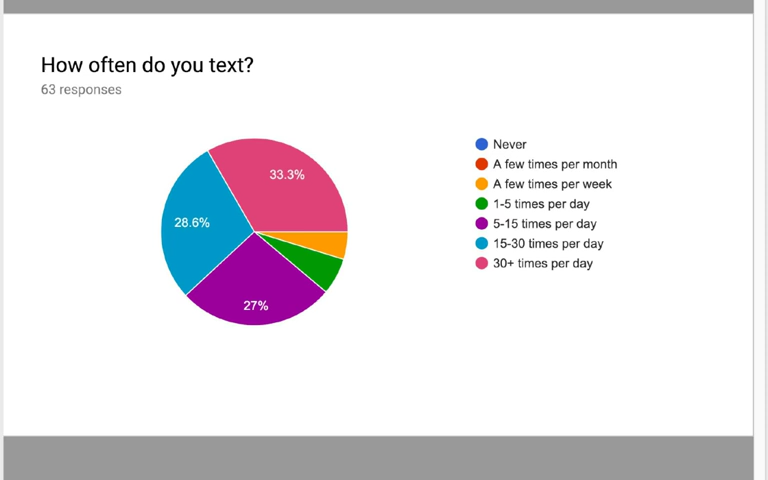 How often do you text?
63 responses
33.3%
28.6%
27%
Never
A few times per month
A few times per week
1-5 times per day
5-15 times per day
15-30 times per day
30+ times per day